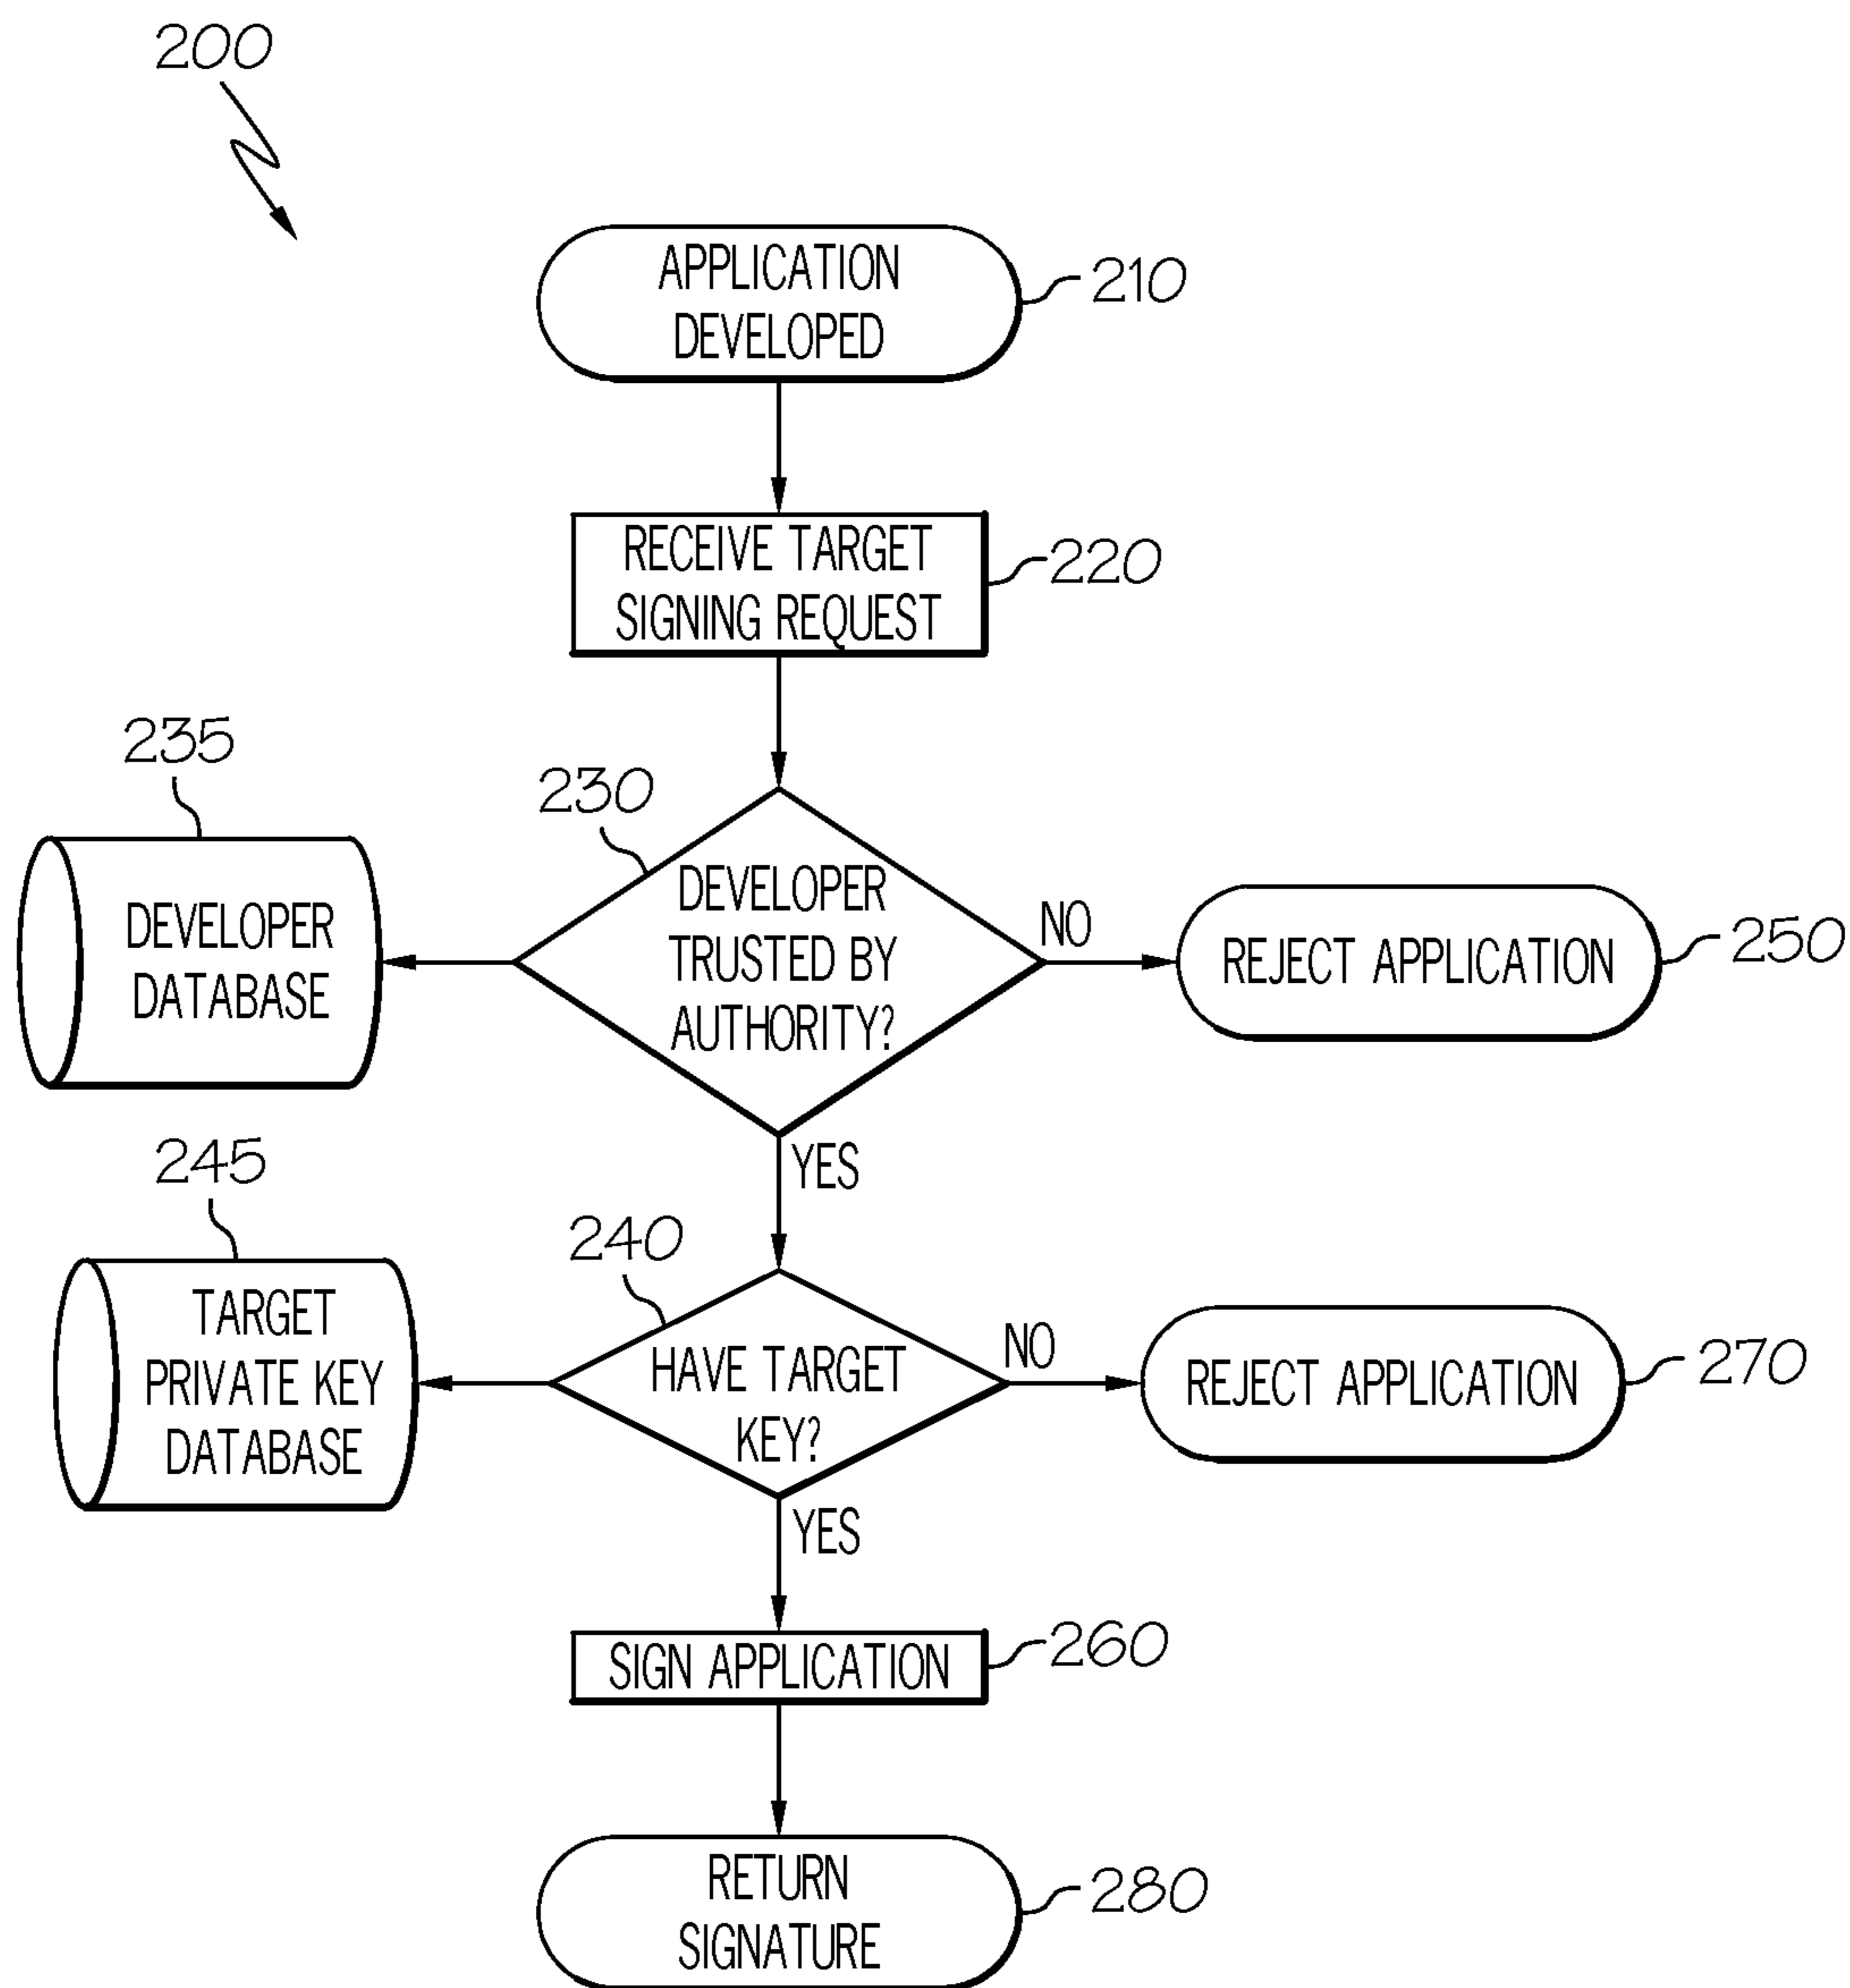 200
APPLICATION
DEVELOPED
210
RECEIVE TARGET
SIGNING REQUEST
220
235
230
DEVELOPER
DATABASE
DEVELOPER
TRUSTED BY
AUTHORITY?
NO
REJECT APPLICATION
250
YES
245
240
TARGET
PRIVATE KEY
DATABASE
HAVE TARGET
KEY?
NO
REJECT APPLICATION
270
YES
SIGN APPLICATION
260
RETURN
SIGNATURE
280